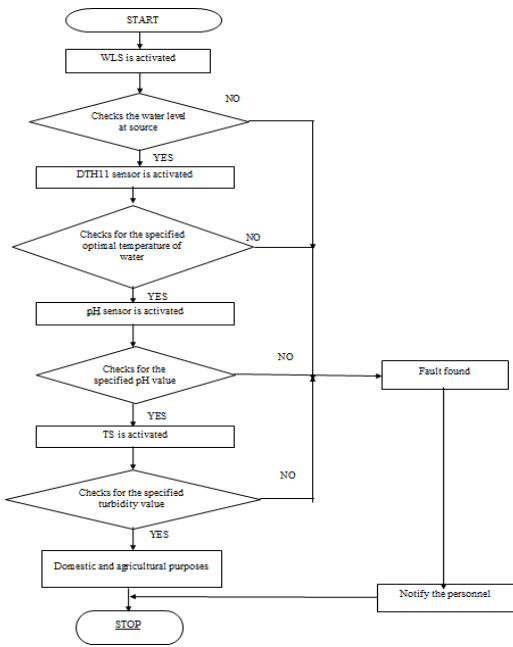 START
WLS is activated
NO
Checks the water level
at source
YES
DTH11 sensor is activated
Checks for the specified
optimal temperature of
water
NO
YES
pH sensor is activated
NO
Checks for the
specified pH value
Fault found
YES
TS is activated
NO
Checks for the specified
turbidity value
YES
Domestic and agricultural purposes
Notify the personnel
STOP